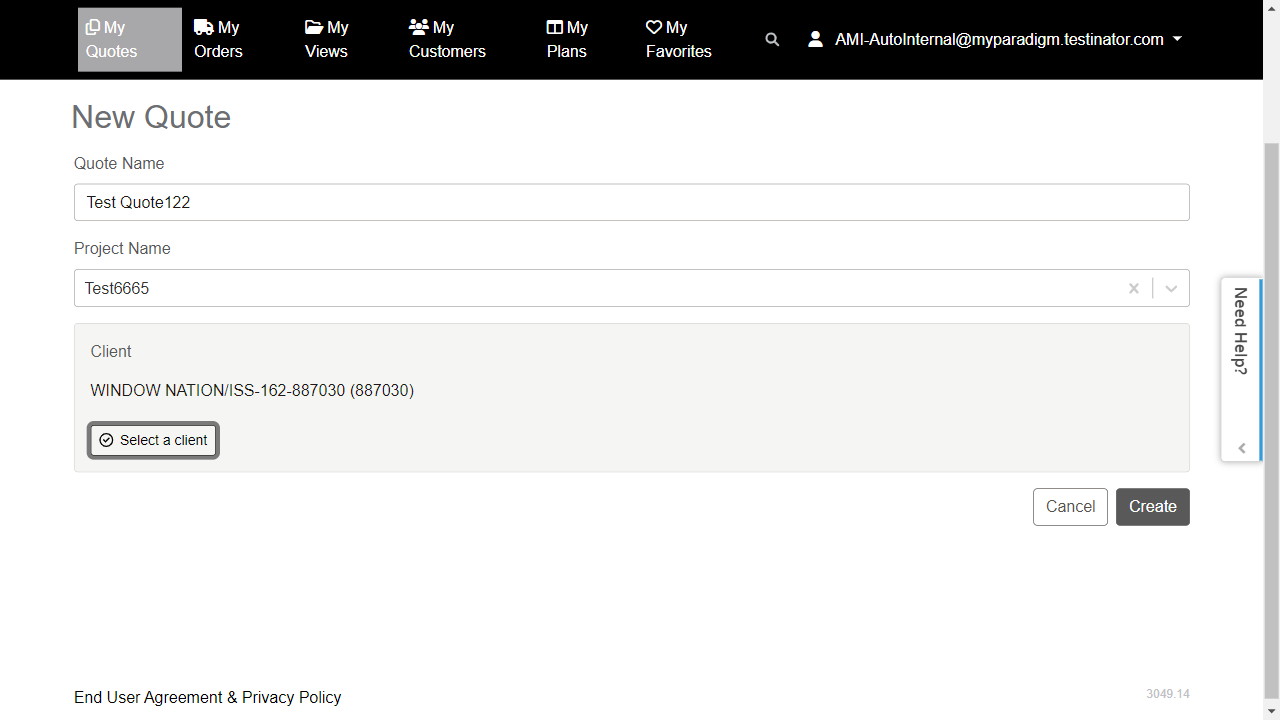 My Quotes
My Orders
My Views
My Customers
My Plans
My Favorites
AMI-AutoInternal@myparadigm.testinator.com
New Quote
Quote Name
Test Quote122
Project Name
Test6665
Client
WINDOW NATION/ISS-162-887030 (887030)
Select a client
Need Help?
Cancel
Create
End User Agreement & Privacy Policy
3049.14